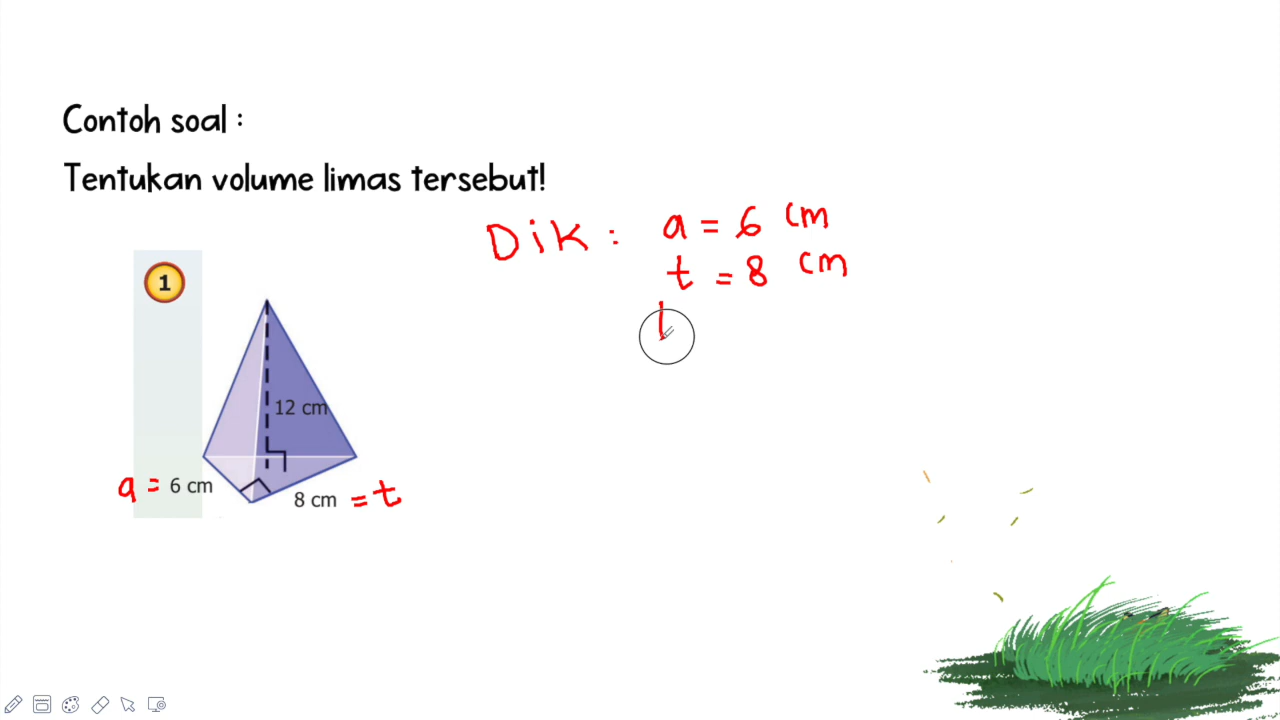 Contoh soal :
Tentukan volume limas tersebut!
Dik : a = 6 cm
t = 8 cm
1
12 cm
a = 6 cm
8 cm = t